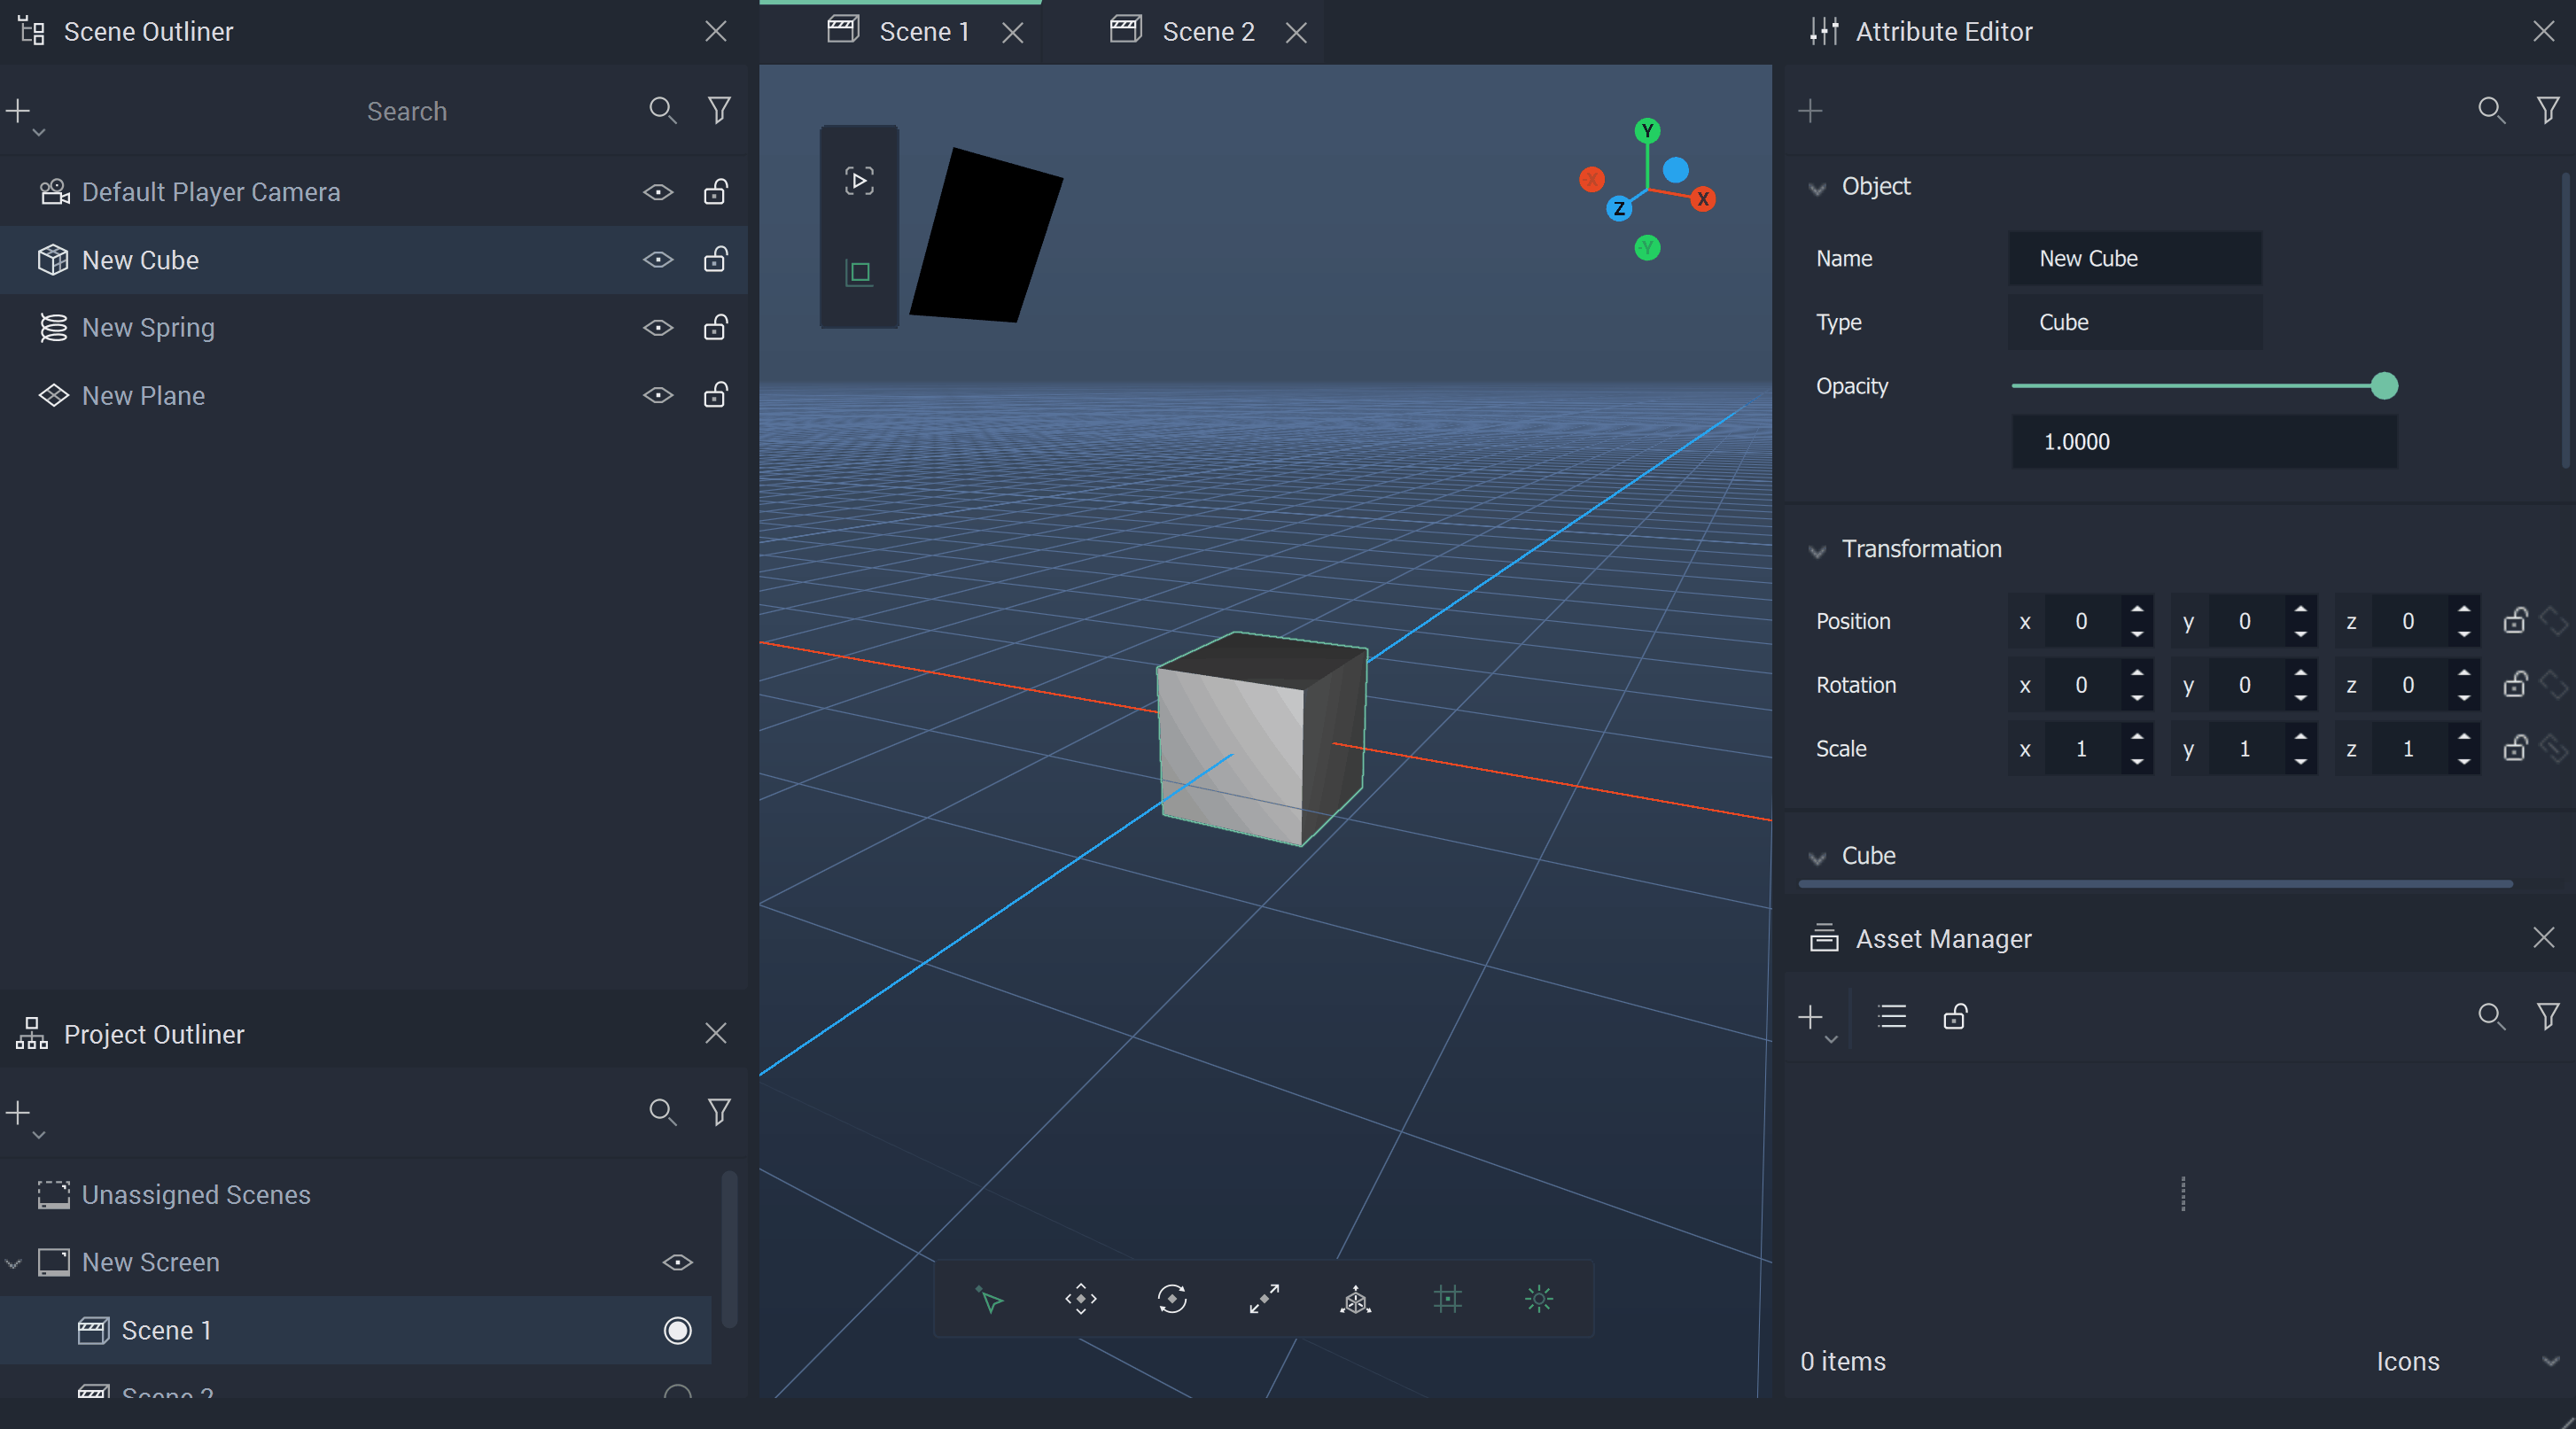 Scene Outliner
Search
Default Player Camera
New Cube
New Spring
New Plane
Project Outliner
Unassigned Scenes
New Screen
Scene 1
Scene 2
Scene 1
Scene 2
Y
-X
X
Z
-Y
Attribute Editor
Object
Name New Cube
Type Cube
Opacity
1.0000
Transformation
Position x 0 y 0 z 0
Rotation x 0 y 0 z 0
Scale x 1 y 1 z 1
Cube
Asset Manager
0 items Icons